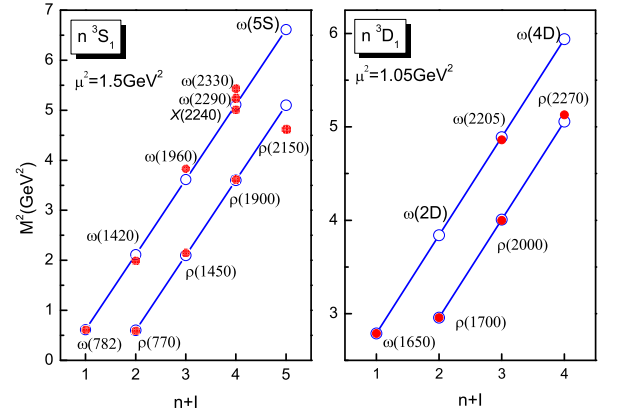 n ³S₁
μ²=1.5GeV²
ω(5S)
ω(2330)
ω(2290)
X(2240)
ω(1960)
ρ(2150)
ρ(1900)
ω(1420)
ρ(1450)
ω(782)
ρ(770)
M²(GeV²)
7
6
5
4
3
2
1
0
1 2 3 4 5
n+l
n ³D₁
μ²=1.05GeV²
ω(4D)
ρ(2270)
ω(2205)
ω(2D)
ρ(2000)
ρ(1700)
ω(1650)
6
5
4
3
1 2 3 4
n+l